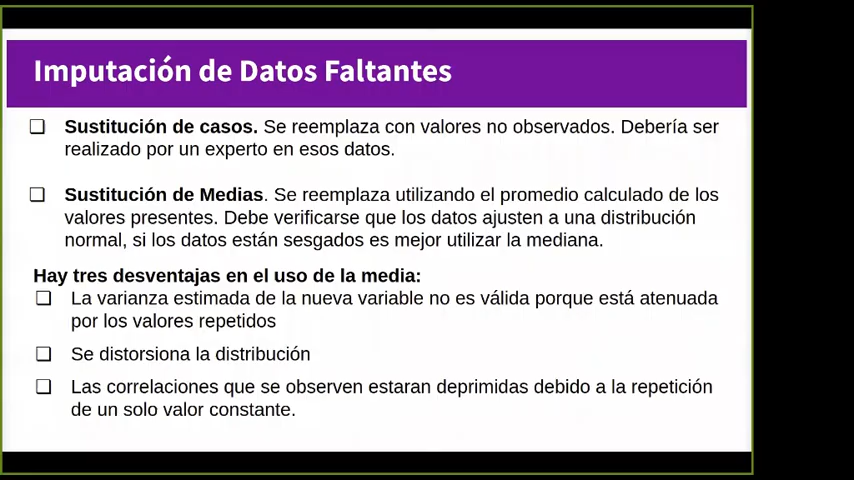 Imputación de Datos Faltantes
❑ Sustitución de casos. Se reemplaza con valores no observados. Debería ser
realizado por un experto en esos datos.
❑ Sustitución de Medias. Se reemplaza utilizando el promedio calculado de los
valores presentes. Debe verificarse que los datos ajusten a una distribución
normal, si los datos están sesgados es mejor utilizar la mediana.
Hay tres desventajas en el uso de la media:
❑ La varianza estimada de la nueva variable no es válida porque está atenuada
por los valores repetidos
❑ Se distorsiona la distribución
❑ Las correlaciones que se observen estaran deprimidas debido a la repetición
de un solo valor constante.